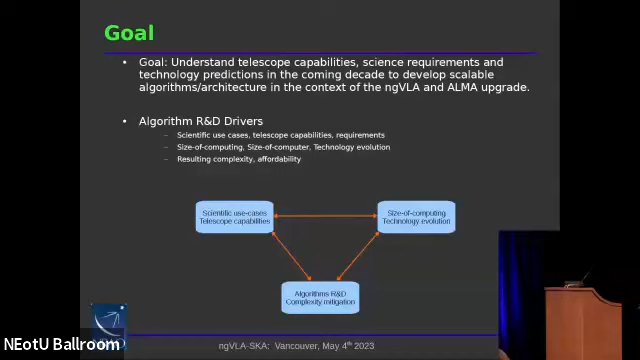 Goal
• Goal: Understand telescope capabilities, science requirements and
technology predictions in the coming decade to develop scalable
algorithms/architecture in the context of the ngVLA and ALMA upgrade.
• Algorithm R&D Drivers
– Scientific use cases, telescope capabilities, requirements
– Size-of-computing, Size-of-computer, Technology evolution
– Resulting complexity, affordability
Scientific use-cases
Telescope capabilities
Size-of-computing
Technology evolution
Algorithms R&D
Complexity mitigation
NEotU Ballroom
ngVLA-SKA: Vancouver, May 4th 2023